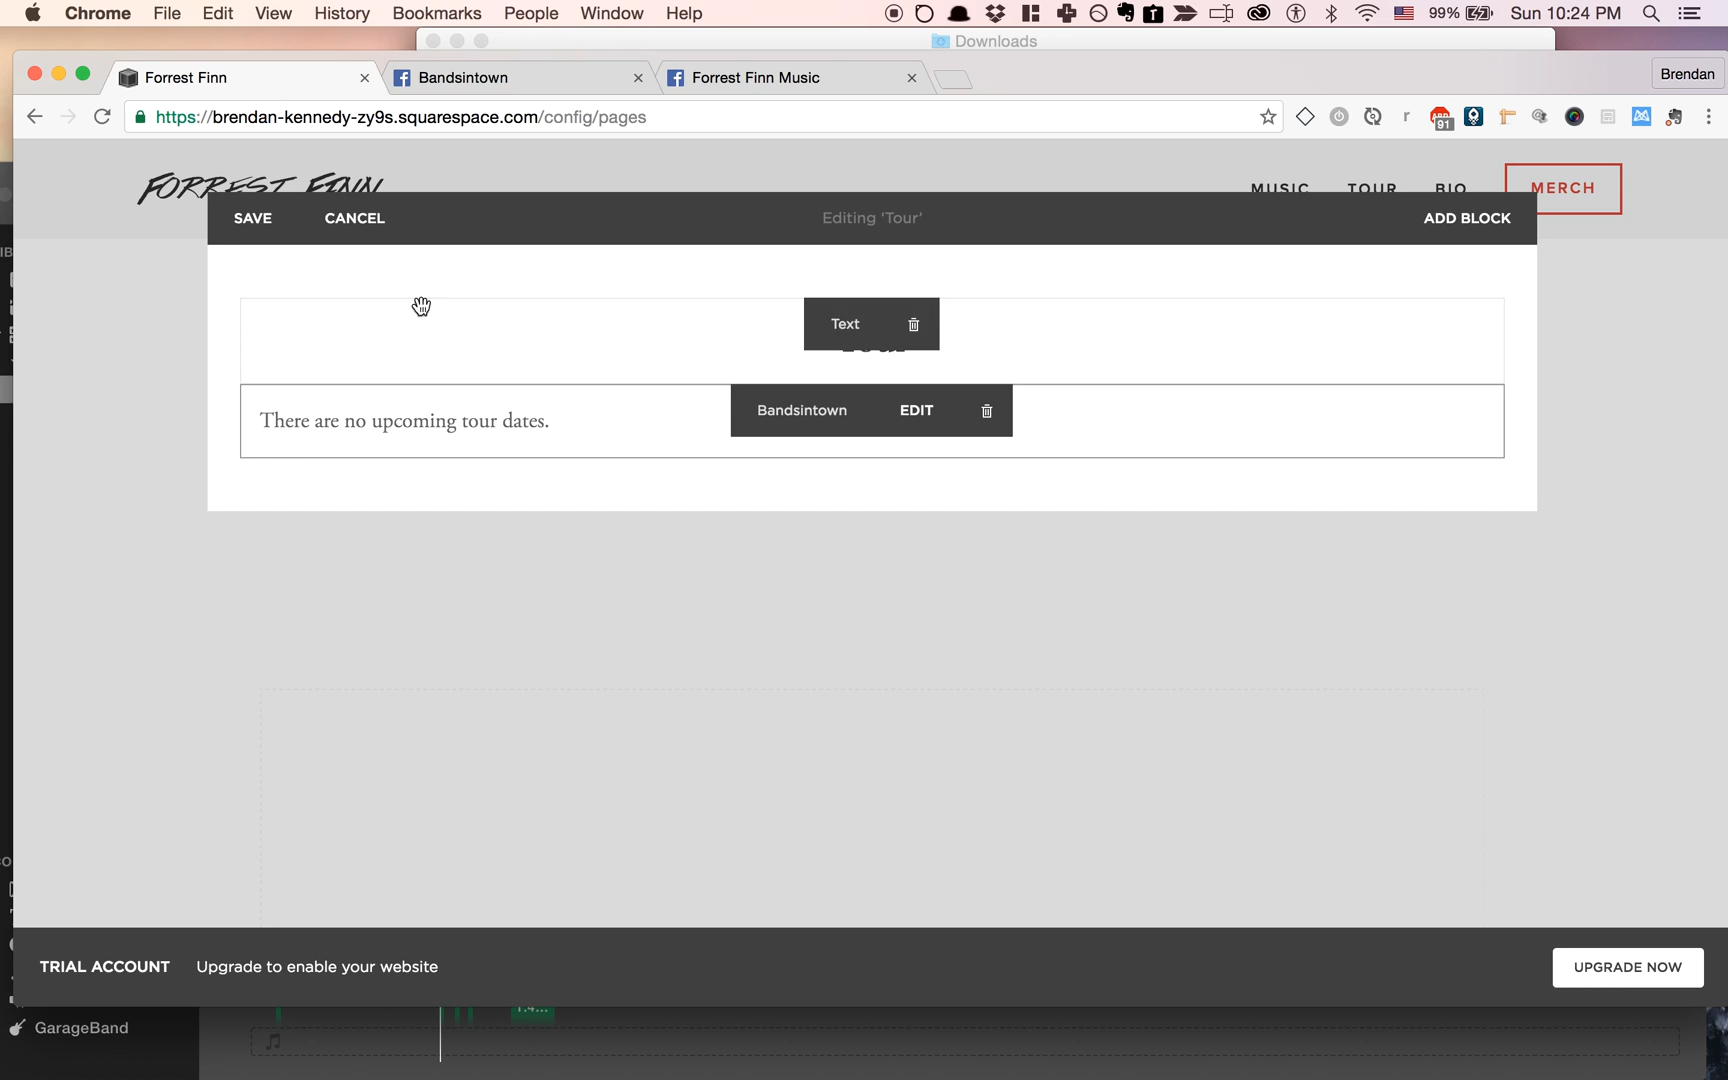 Chrome File Edit View History Bookmarks People Window Help 99% Sun 10:24 PM
Downloads
Forrest Finn Bandsintown Forrest Finn Music Brendan
https://brendan-kennedy-zy9s.squarespace.com/config/pages
91
FORREST FINN MUSIC TOUR BIO MERCH
SAVE CANCEL Editing 'Tour' ADD BLOCK
Text
There are no upcoming tour dates. Bandsintown EDIT
TRIAL ACCOUNT Upgrade to enable your website UPGRADE NOW
GarageBand